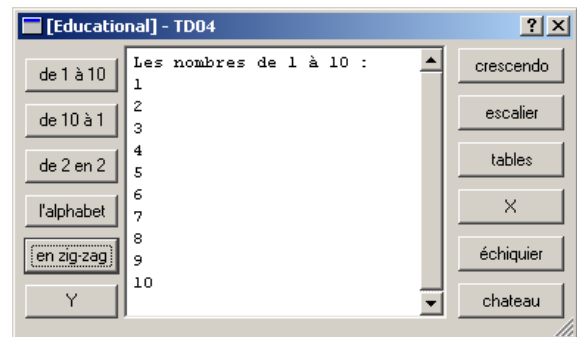 [Educational] - TD04
de 1 à 10
de 10 à 1
de 2 en 2
l'alphabet
en zig-zag
Y
Les nombres de 1 à 10 :
1
2
3
4
5
6
7
8
9
10
crescendo
escalier
tables
X
échiquier
chateau